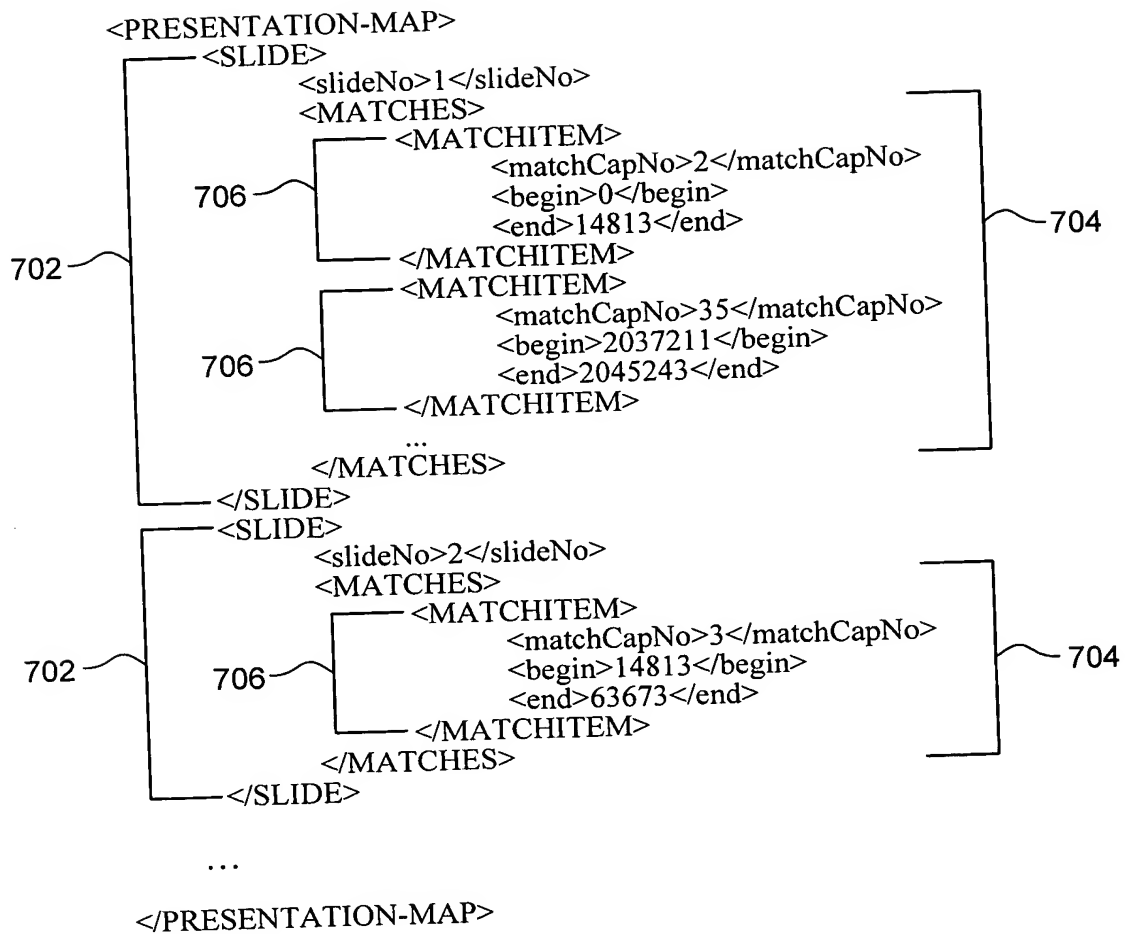 <PRESENTATION-MAP>
<SLIDE>
<slideNo>1</slideNo>
<MATCHES>
<MATCHITEM>
<matchCapNo>2</matchCapNo>
706
<begin>0</begin>
<end>14813</end>
704
702
</MATCHITEM>
<MATCHITEM>
<matchCapNo>35</matchCapNo>
<begin>2037211</begin>
706
<end>2045243</end>
</MATCHITEM>
...
</MATCHES>
</SLIDE>
<SLIDE>
<slideNo>2</slideNo>
<MATCHES>
<MATCHITEM>
<matchCapNo>3</matchCapNo>
702
706
<begin>14813</begin>
704
<end>63673</end>
</MATCHITEM>
</MATCHES>
</SLIDE>
...
</PRESENTATION-MAP>